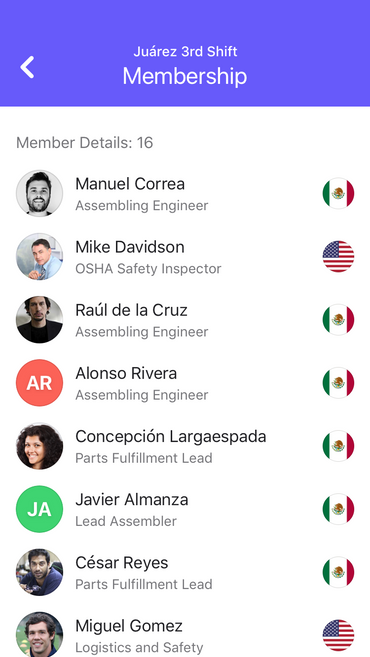 Juárez 3rd Shift
Membership
Member Details: 16
Manuel Correa
Assembling Engineer
Mike Davidson
OSHA Safety Inspector
Raúl de la Cruz
Assembling Engineer
AR
Alonso Rivera
Assembling Engineer
Concepción Largaespada
Parts Fulfillment Lead
JA
Javier Almanza
Lead Assembler
César Reyes
Parts Fulfillment Lead
Miguel Gomez
Logistics and Safety